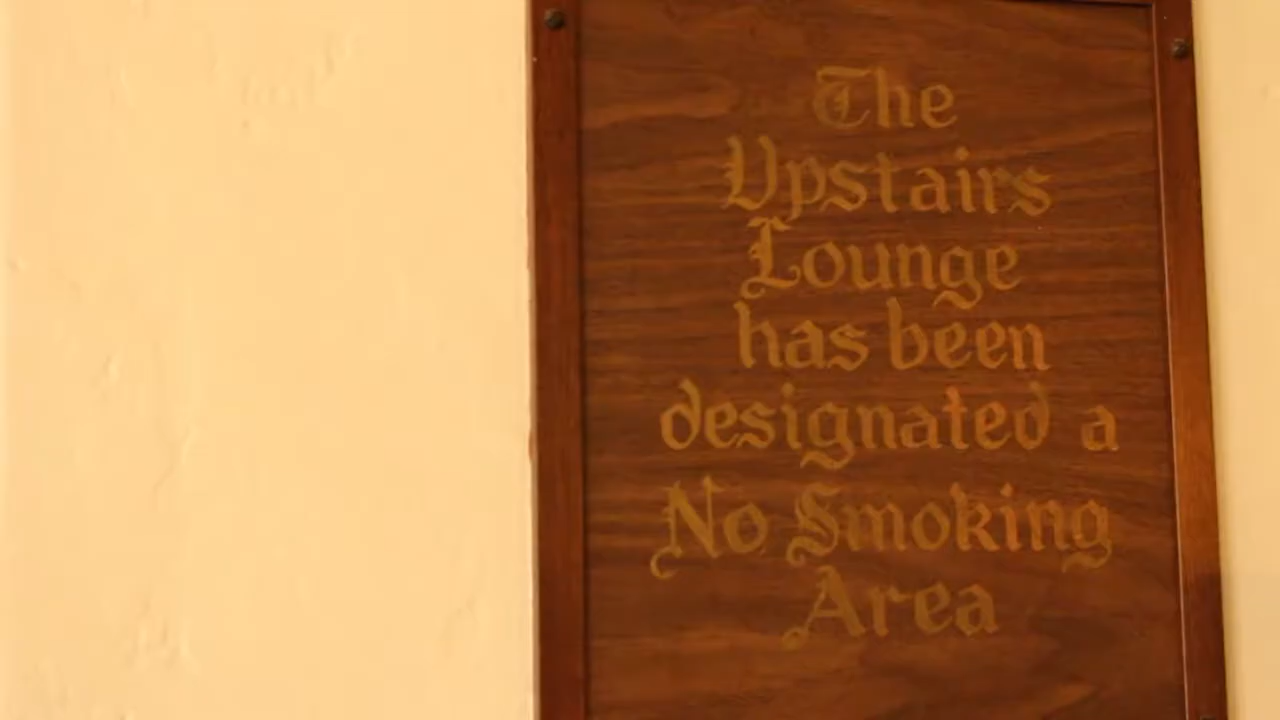 The
Upstairs
Lounge
has been
designated a
No Smoking
Area